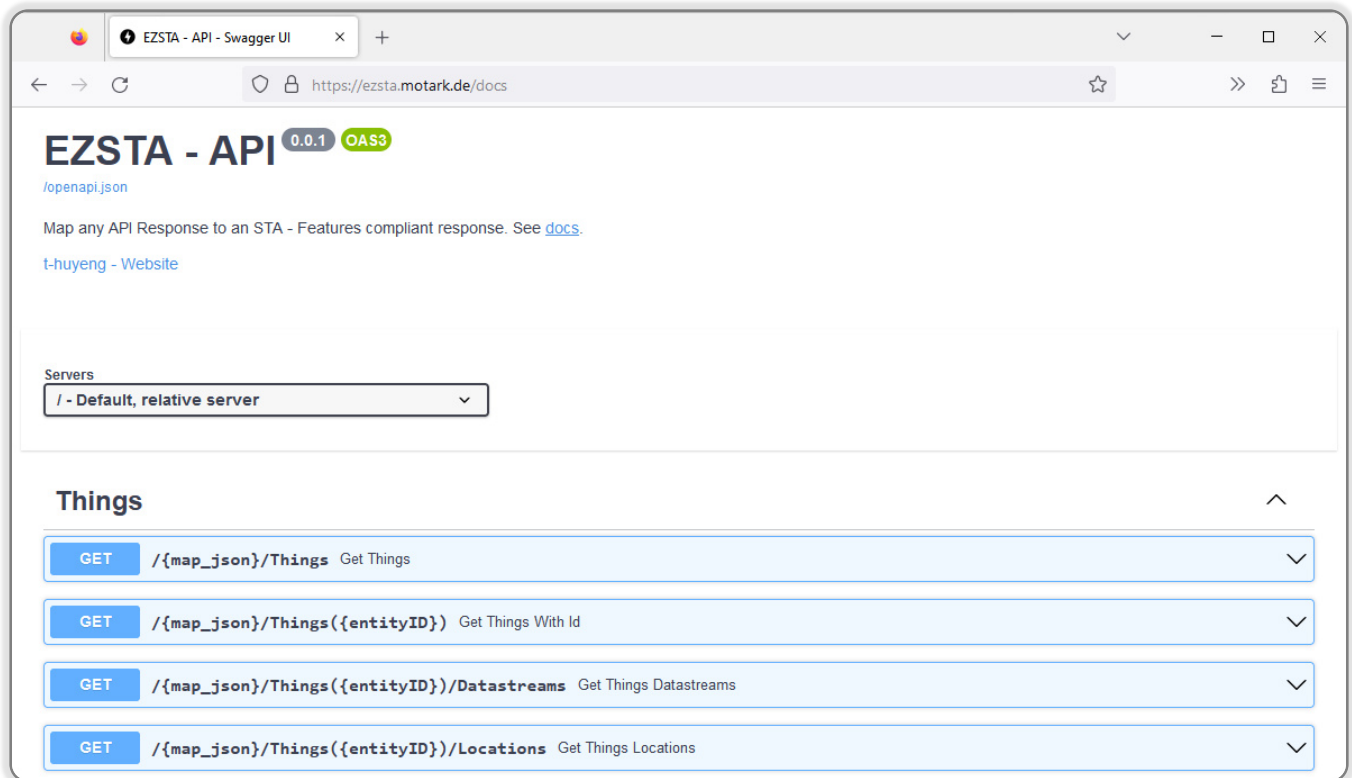 EZSTA - API - Swagger UI
https://ezsta.motark.de/docs
EZSTA - API 0.0.1 OAS3
/openapi.json
Map any API Response to an STA - Features compliant response. See docs.
t-huyeng - Website
Servers
/ - Default, relative server
Things
GET /{map_json}/Things Get Things
GET /{map_json}/Things({entityID}) Get Things With Id
GET /{map_json}/Things({entityID})/Datastreams Get Things Datastreams
GET /{map_json}/Things({entityID})/Locations Get Things Locations